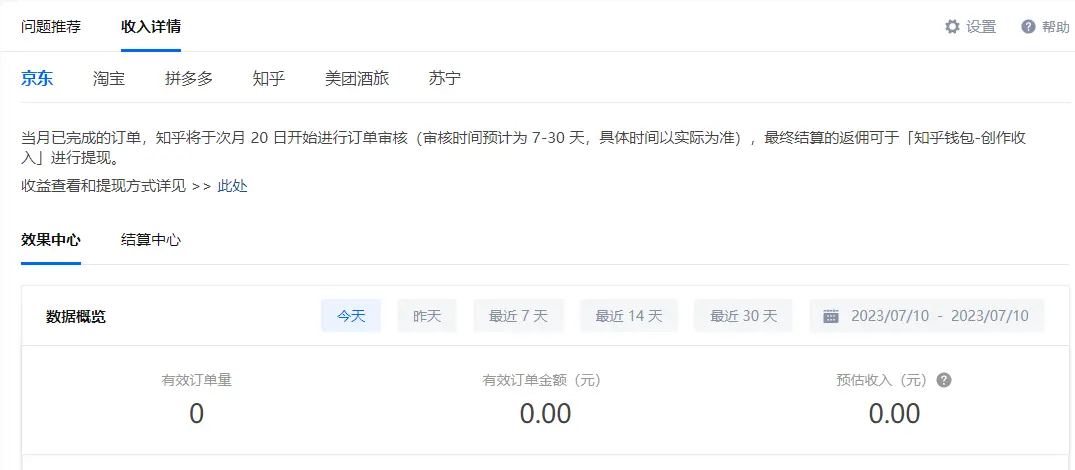 问题推荐 收入详情 设置 帮助
京东 淘宝 拼多多 知乎 美团酒旅 苏宁
当月已完成的订单，知乎将于次月 20 日开始进行订单审核（审核时间预计为 7-30 天，具体时间以实际为准），最终结算的返佣可于「知乎钱包-创作收
入」进行提现。
收益查看和提现方式详见 >> 此处
效果中心 结算中心
数据概览 今天 昨天 最近 7 天 最近 14 天 最近 30 天 2023/07/10 - 2023/07/10
有效订单量 有效订单金额（元） 预估收入（元）
0 0.00 0.00